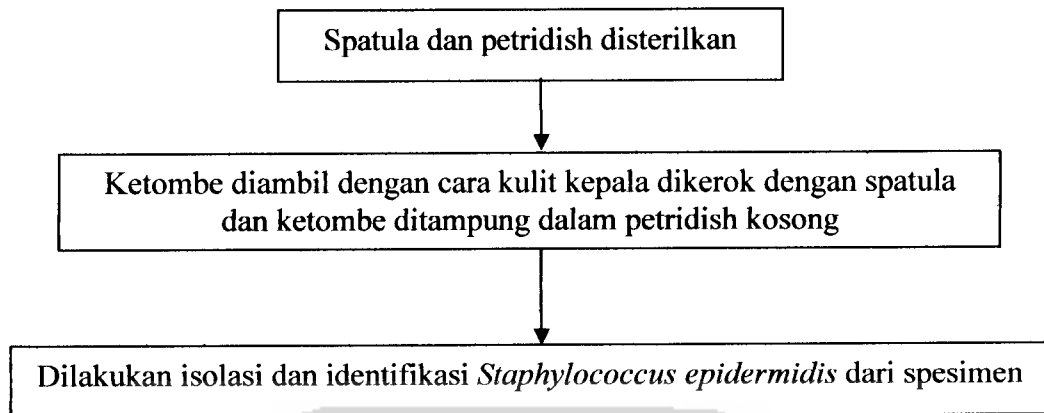 Spatula dan petridish disterilkan
Ketombe diambil dengan cara kulit kepala dikerok dengan spatula
dan ketombe ditampung dalam petridish kosong
Dilakukan isolasi dan identifikasi Staphylococcus epidermidis dari spesimen